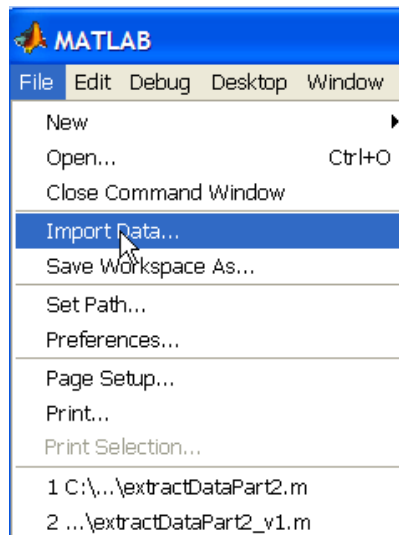 MATLAB
File Edit Debug Desktop Window
New
Open... Ctrl+O
Close Command Window
Import Data...
Save Workspace As...
Set Path...
Preferences...
Page Setup...
Print...
Print Selection...
1 C:\...\extractDataPart2.m
2 ...\extractDataPart2_v1.m